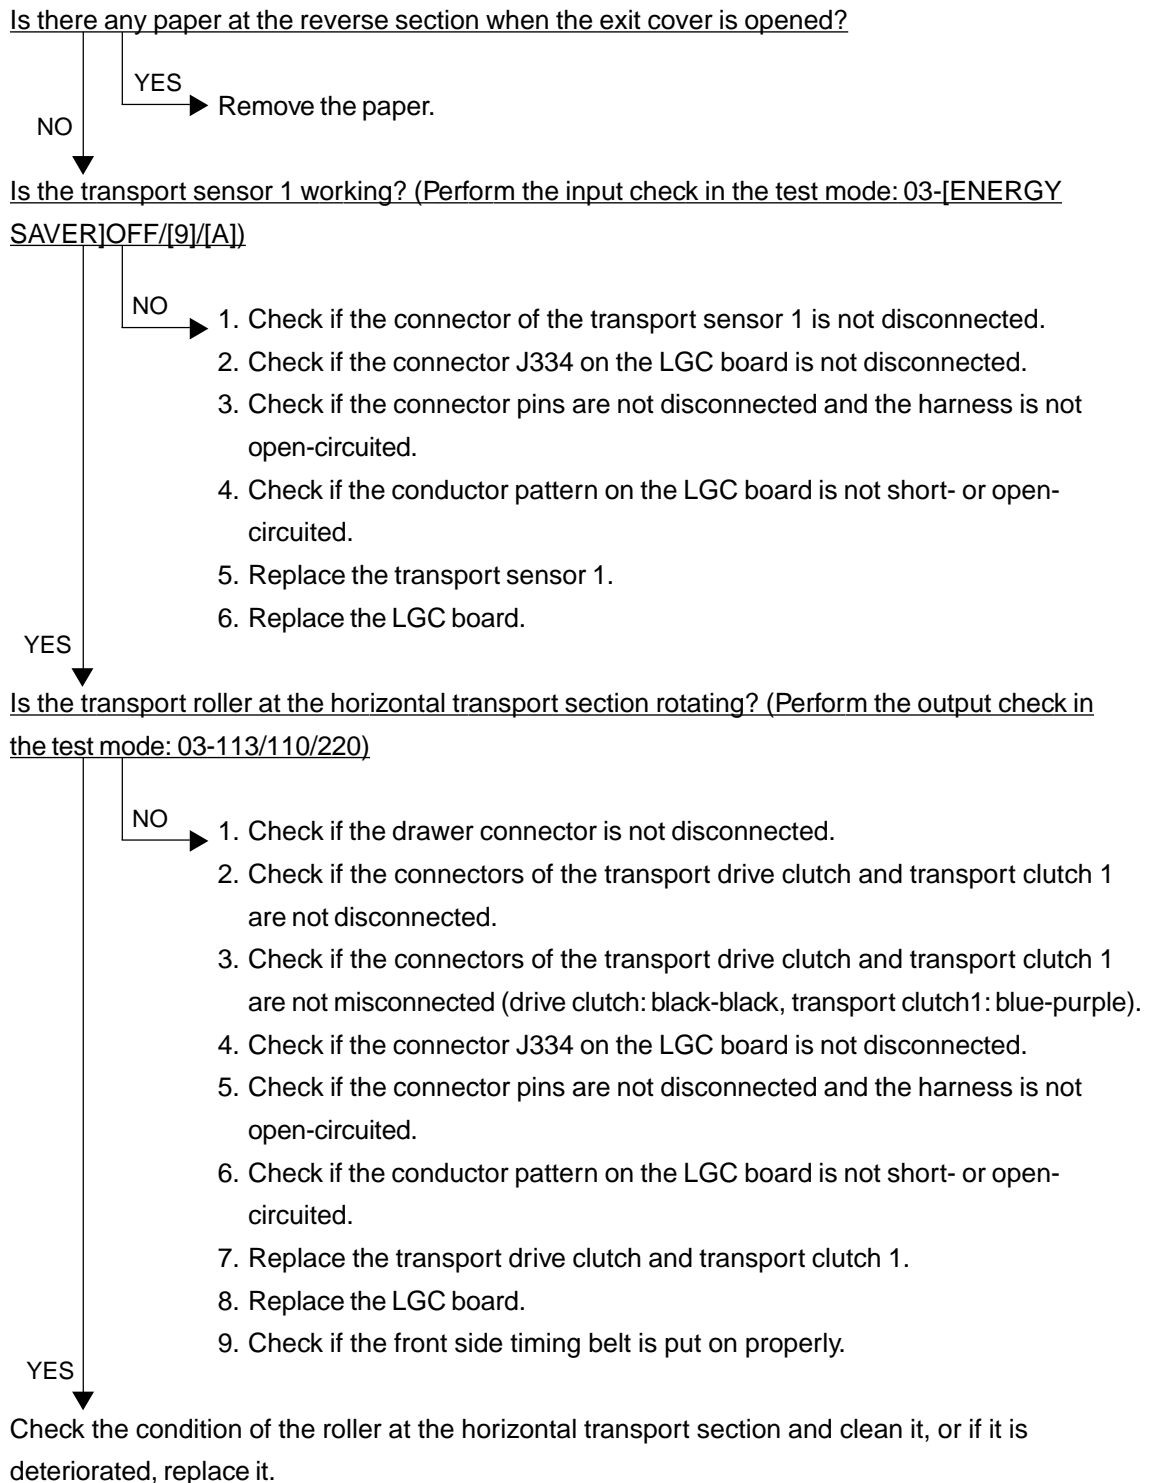 Is there any paper at the reverse section when the exit cover is opened?
YES
Remove the paper.
NO
Is the transport sensor 1 working? (Perform the input check in the test mode: 03-[ENERGY
SAVER]OFF/[9]/[A])
NO
1. Check if the connector of the transport sensor 1 is not disconnected.
2. Check if the connector J334 on the LGC board is not disconnected.
3. Check if the connector pins are not disconnected and the harness is not
open-circuited.
4. Check if the conductor pattern on the LGC board is not short- or open-
circuited.
5. Replace the transport sensor 1.
6. Replace the LGC board.
YES
Is the transport roller at the horizontal transport section rotating? (Perform the output check in
the test mode: 03-113/110/220)
NO
1. Check if the drawer connector is not disconnected.
2. Check if the connectors of the transport drive clutch and transport clutch 1
are not disconnected.
3. Check if the connectors of the transport drive clutch and transport clutch 1
are not misconnected (drive clutch: black-black, transport clutch1: blue-purple).
4. Check if the connector J334 on the LGC board is not disconnected.
5. Check if the connector pins are not disconnected and the harness is not
open-circuited.
6. Check if the conductor pattern on the LGC board is not short- or open-
circuited.
7. Replace the transport drive clutch and transport clutch 1.
8. Replace the LGC board.
9. Check if the front side timing belt is put on properly.
YES
Check the condition of the roller at the horizontal transport section and clean it, or if it is
deteriorated, replace it.